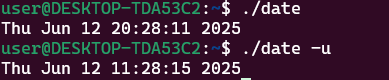 user@DESKTOP-TDA53C2:~$ ./date
Thu Jun 12 20:28:11 2025
user@DESKTOP-TDA53C2:~$ ./date -u
Thu Jun 12 11:28:15 2025